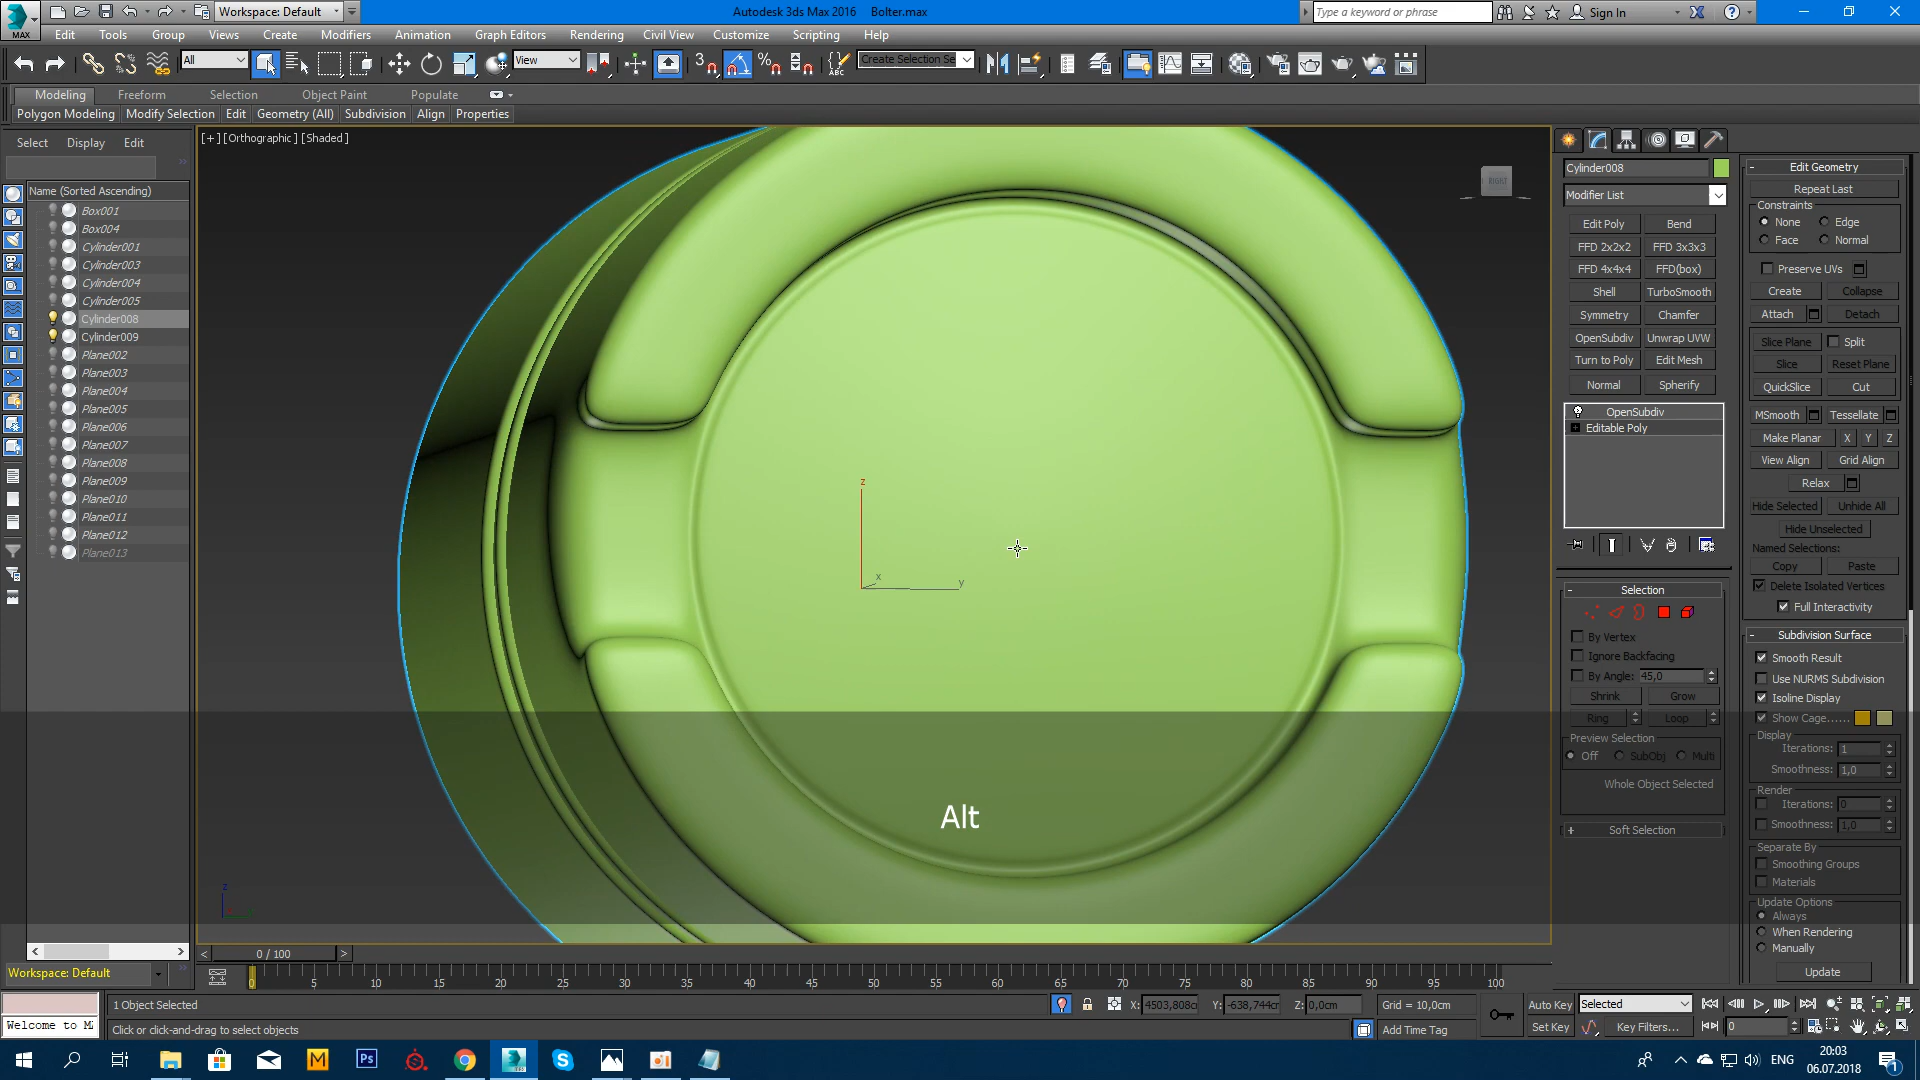 Workspace: Default
Autodesk 3ds Max 2016 Bolter.max
Type a keyword or phrase
Sign In
MAX
Edit Tools Group Views Create Modifiers Animation Graph Editors Rendering Civil View Customize Scripting Help
All
View
Create Selection Se
Modeling Freeform Selection Object Paint Populate
Polygon Modeling Modify Selection Edit Geometry (All) Subdivision Align Properties
Select Display Edit
Name (Sorted Ascending)
Box001
Box004
Cylinder001
Cylinder003
Cylinder004
Cylinder005
Cylinder008
Cylinder009
Plane002
Plane003
Plane004
Plane005
Plane006
Plane007
Plane008
Plane009
Plane010
Plane011
Plane012
Plane013
Workspace: Default
[+] [Orthographic] [Shaded]
RIGHT
z
x
y
Alt
z
0 / 100
0 5 10 15 20 25 30 35 40 45 50 55 60 65 70 75 80 85 90 95 100
Cylinder008
Modifier List
Edit Poly Bend
FFD 2x2x2 FFD 3x3x3
FFD 4x4x4 FFD(box)
Shell TurboSmooth
Symmetry Chamfer
OpenSubdiv Unwrap UVW
Turn to Poly Edit Mesh
Normal Spherify
OpenSubdiv
Editable Poly
Selection
By Vertex
Ignore Backfacing
By Angle: 45,0
Shrink Grow
Ring Loop
Preview Selection
Off SubObj Multi
Whole Object Selected
Soft Selection
Edit Geometry
Repeat Last
Constraints
None Edge
Face Normal
Preserve UVs
Create Collapse
Attach Detach
Slice Plane Split
Slice Reset Plane
QuickSlice Cut
MSmooth Tessellate
Make Planar X Y Z
View Align Grid Align
Relax
Hide Selected Unhide All
Hide Unselected
Named Selections:
Copy Paste
Delete Isolated Vertices
Full Interactivity
Subdivision Surface
Smooth Result
Use NURMS Subdivision
Isoline Display
Show Cage......
Display
Iterations: 1
Smoothness: 1,0
Render
Iterations: 0
Smoothness: 1,0
Separate By
Smoothing Groups
Materials
Update Options
Always
When Rendering
Manually
Update
Welcome to M
1 Object Selected
Click or click-and-drag to select objects
X: 4503,808c Y: -638,744c Z: 0,0cm Grid = 10,0cm
Add Time Tag
Auto Key Selected
Set Key Key Filters...
0
ENG
20:03
06.07.2018